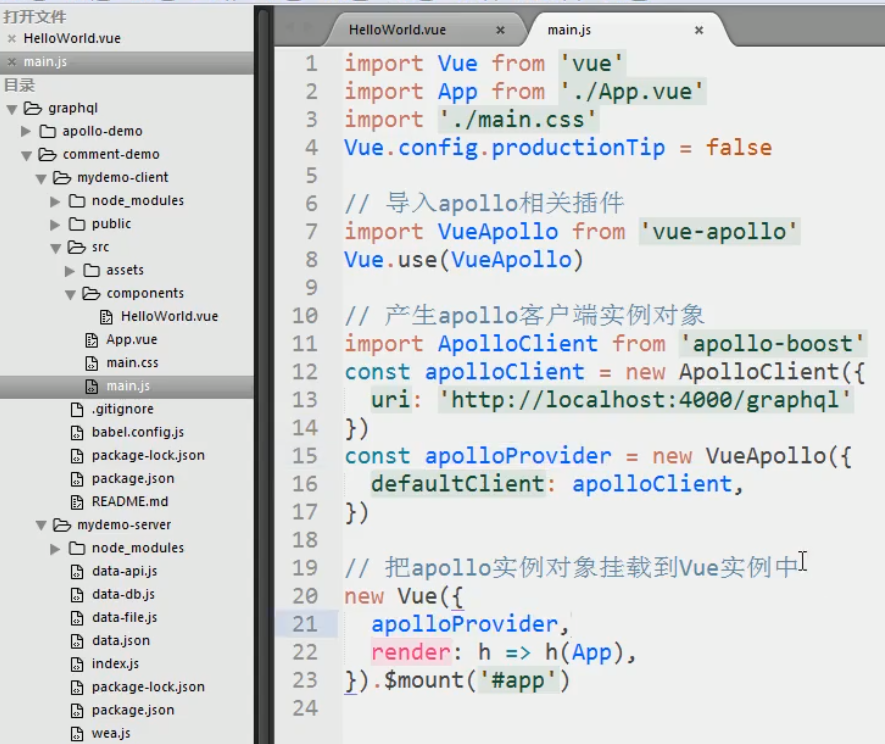 打开文件
HelloWorld.vue
main.js
目录
graphql
apollo-demo
comment-demo
mydemo-client
node_modules
public
src
assets
components
HelloWorld.vue
App.vue
main.css
main.js
.gitignore
babel.config.js
package-lock.json
package.json
README.md
mydemo-server
node_modules
data-api.js
data-db.js
data-file.js
data.json
index.js
package-lock.json
package.json
wea.js
HelloWorld.vue × main.js ×
1 import Vue from 'vue'
2 import App from './App.vue'
3 import './main.css'
4 Vue.config.productionTip = false
5
6 // 导入apollo相关插件
7 import VueApollo from 'vue-apollo'
8 Vue.use(VueApollo)
9
10 // 产生apollo客户端实例对象
11 import ApolloClient from 'apollo-boost'
12 const apolloClient = new ApolloClient({
13   uri: 'http://localhost:4000/graphql'
14 })
15 const apolloProvider = new VueApollo({
16   defaultClient: apolloClient,
17 })
18
19 // 把apollo实例对象挂载到Vue实例中
20 new Vue({
21   apolloProvider,
22   render: h => h(App),
23 }).$mount('#app')
24